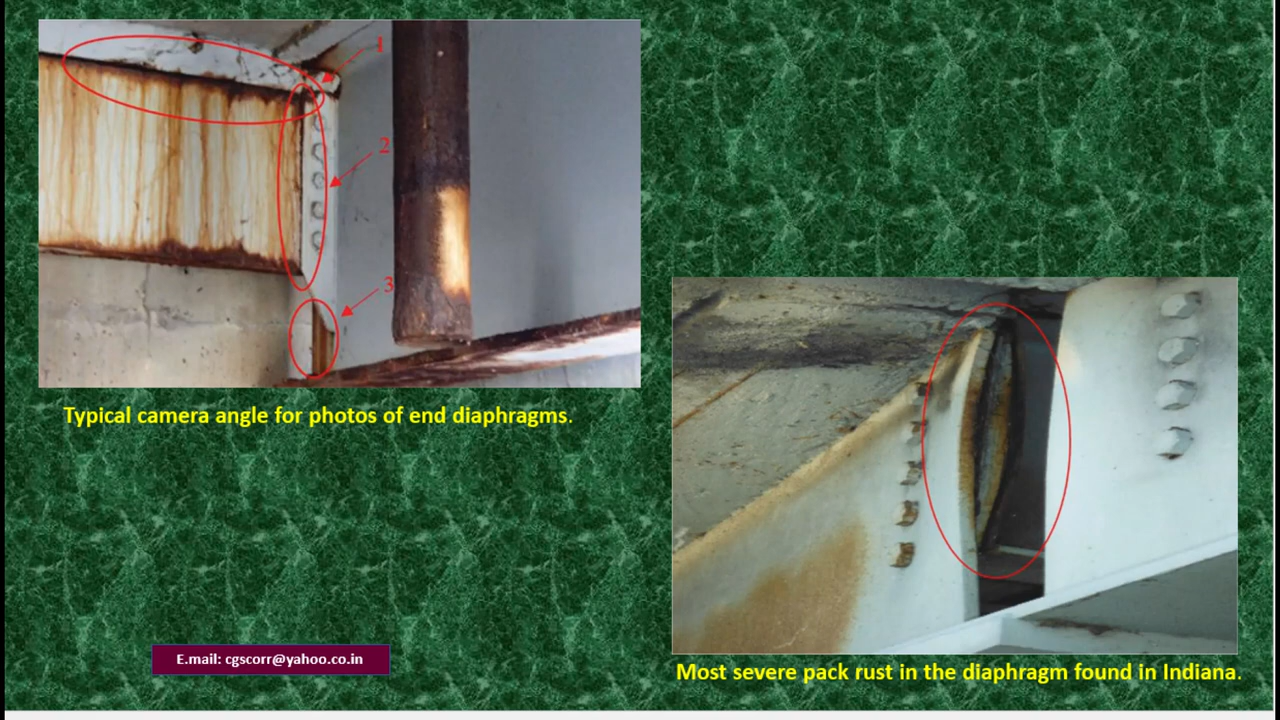 1
2
3
Typical camera angle for photos of end diaphragms.
E.mail: cgscorr@yahoo.co.in
Most severe pack rust in the diaphragm found in Indiana.